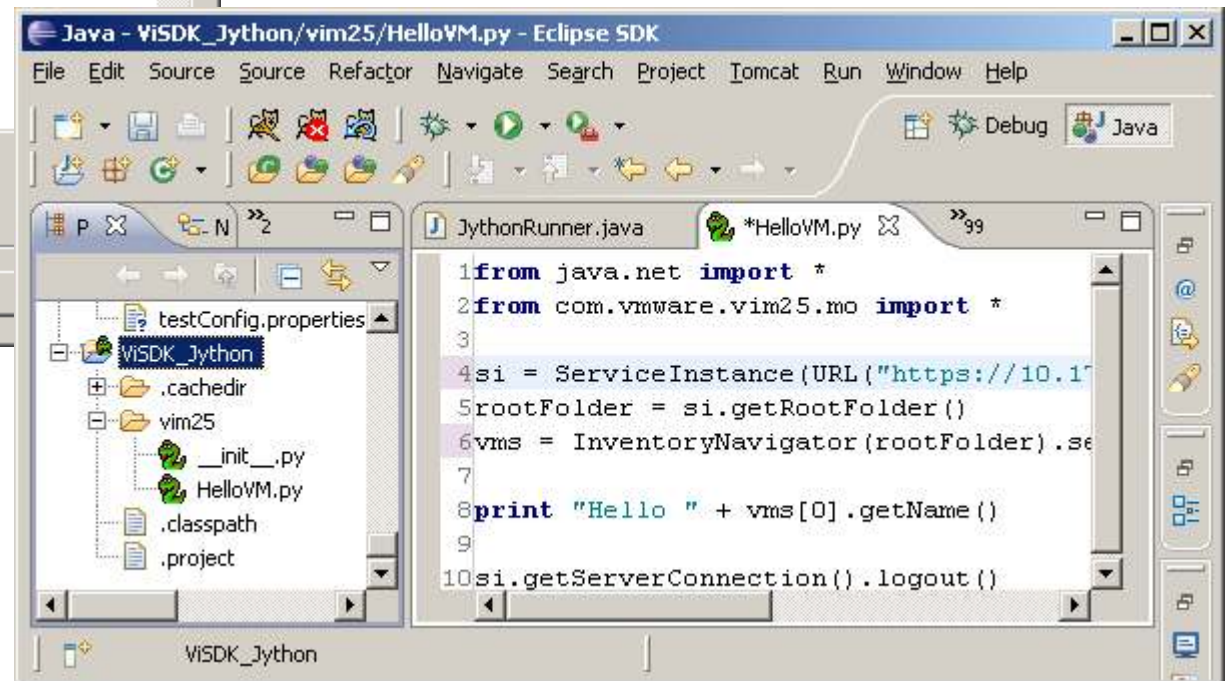 Java - ViSDK_Jython/vim25/HelloVM.py - Eclipse SDK
File Edit Source Source Refactor Navigate Search Project Tomcat Run Window Help
Debug Java
P N »2
JythonRunner.java *HelloVM.py »99
testConfig.properties
ViSDK_Jython
.cachedir
vim25
__init__.py
HelloVM.py
.classpath
.project
1from java.net import *
2from com.vmware.vim25.mo import *
3
4si = ServiceInstance(URL("https://10.17
5rootFolder = si.getRootFolder()
6vms = InventoryNavigator(rootFolder).se
7
8print "Hello " + vms[0].getName()
9
10si.getServerConnection().logout()
ViSDK_Jython